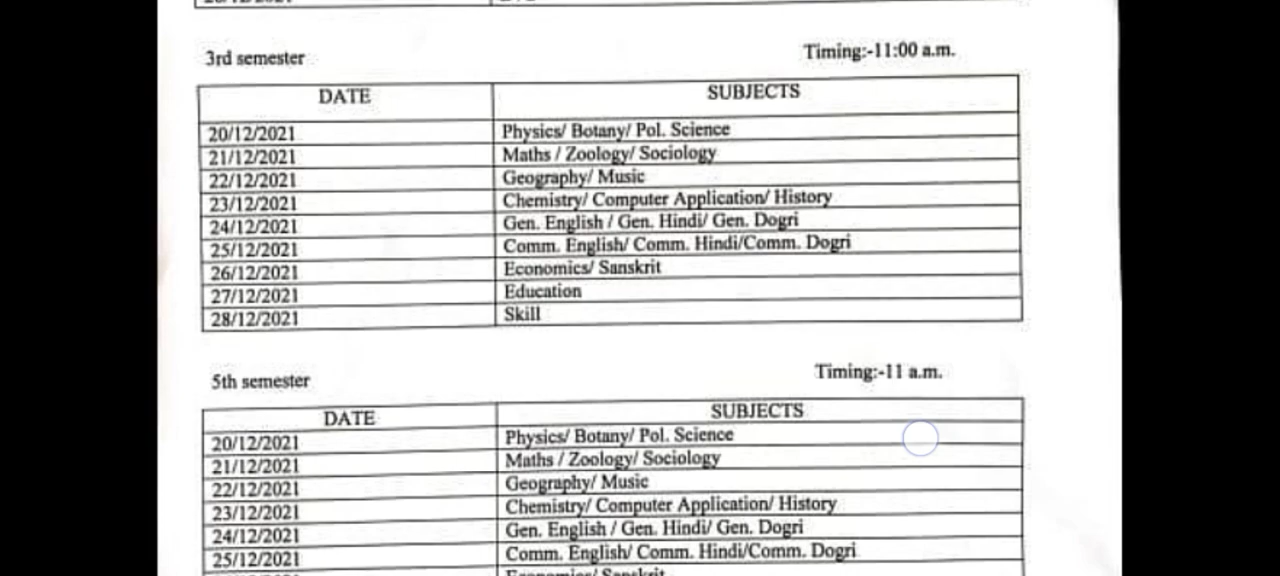 3rd semester Timing:-11:00 a.m.
DATE SUBJECTS
20/12/2021 Physics/ Botany/ Pol. Science
21/12/2021 Maths / Zoology/ Sociology
22/12/2021 Geography/ Music
23/12/2021 Chemistry/ Computer Application/ History
24/12/2021 Gen. English / Gen. Hindi/ Gen. Dogri
25/12/2021 Comm. English/ Comm. Hindi/Comm. Dogri
26/12/2021 Economics/ Sanskrit
27/12/2021 Education
28/12/2021 Skill
5th semester Timing:-11 a.m.
DATE SUBJECTS
20/12/2021 Physics/ Botany/ Pol. Science
21/12/2021 Maths / Zoology/ Sociology
22/12/2021 Geography/ Music
23/12/2021 Chemistry/ Computer Application/ History
24/12/2021 Gen. English / Gen. Hindi/ Gen. Dogri
25/12/2021 Comm. English/ Comm. Hindi/Comm. Dogri
Economics/ Sanskrit